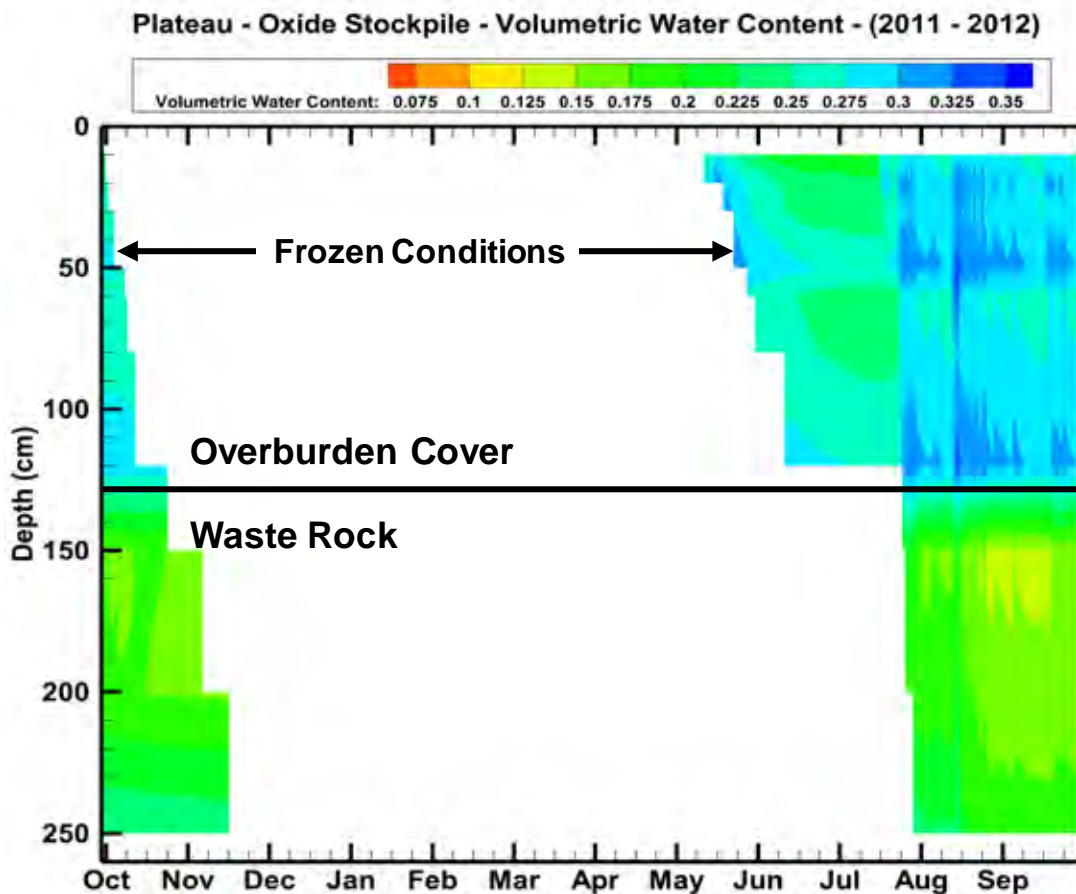 Plateau - Oxide Stockpile - Volumetric Water Content - (2011 - 2012)
Volumetric Water Content: 0.075 0.1 0.125 0.15 0.175 0.2 0.225 0.25 0.275 0.3 0.325 0.35
0
Frozen Conditions
50
100
Overburden Cover
Depth (cm)
Waste Rock
150
200
250
Oct Nov Dec Jan Feb Mar Apr May Jun Jul Aug Sep